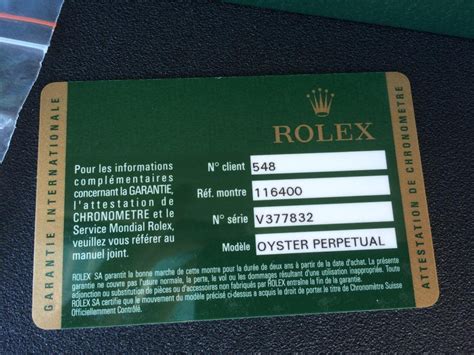 GARANTIE INTERNATIONALE
ROLEX
Pour les informations
complémentaires
concernant la GARANTIE,
l'attestation de
CHRONOMETRE et le
Service Mondial Rolex,
veuillez vous référer au
manuel joint.
N° client 548
Réf. montre 116400
N° série V377832
Modèle OYSTER PERPETUAL
ROLEX SA garantit la bonne marche de cette montre pour la durée de deux ans à partir de la date d'achat. Cette
garantie ne couvre pas l'usure normale, la perte, le vol ou les dommages résultant d'une utilisation inappropriée. Toute
adjonction ou substitution de pièces ou d'accessoires non fabriqués par ROLEX entraîne la fin de la garantie.
ROLEX SA certifie que le mouvement du modèle précisé ci-dessus a acquis le droit de porter le titre de Chronomètre Suisse
Officiellement Contrôlé.
ATTESTATION DE CHRONOMETRE